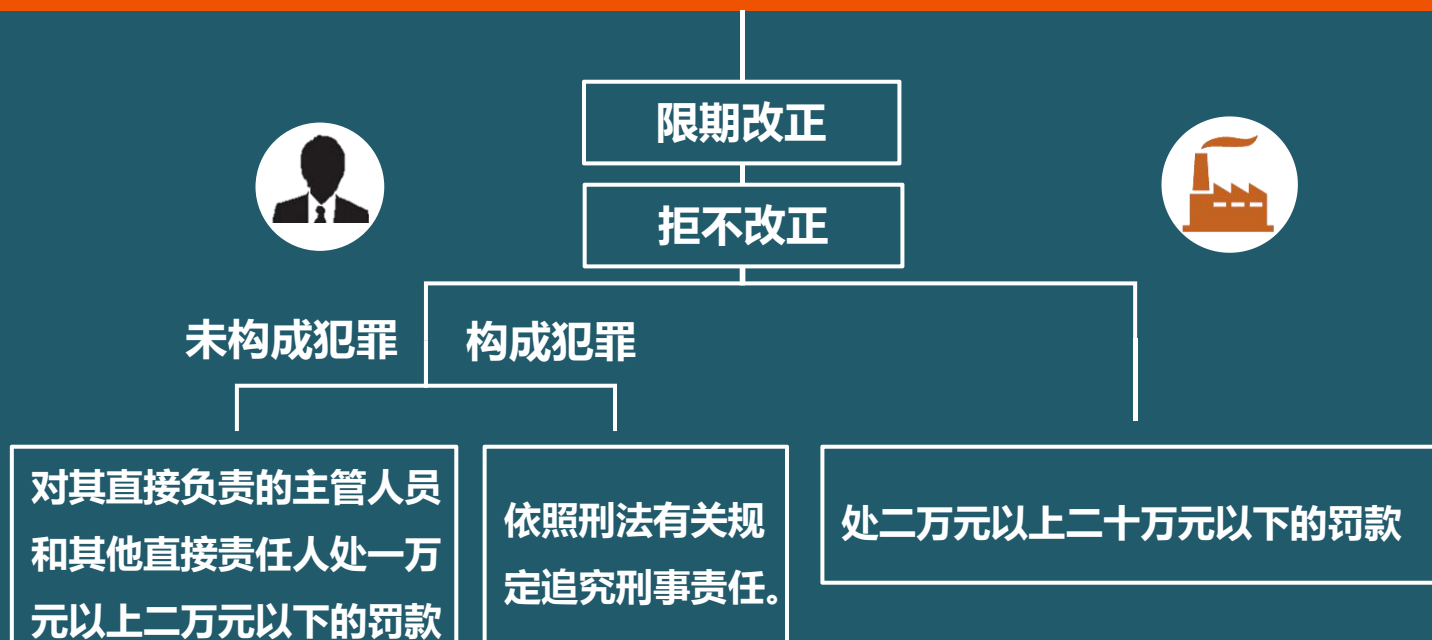 限期改正
拒不改正
未构成犯罪
构成犯罪
对其直接负责的主管人员
和其他直接责任人处一万
元以上二万元以下的罚款
依照刑法有关规
定追究刑事责任。
处二万元以上二十万元以下的罚款